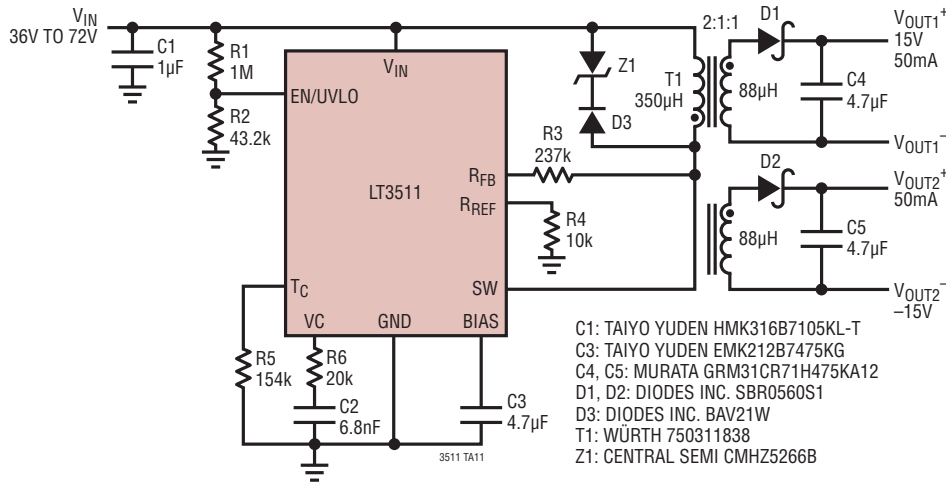 VIN
36V TO 72V
C1
1µF
R1
1M
R2
43.2k
EN/UVLO
VIN
LT3511
RFB
RREF
SW
TC
VC
GND
BIAS
Z1
D3
R3
237k
R4
10k
T1
350µH
2:1:1
88µH
D1
C4
4.7µF
VOUT1+
15V
50mA
VOUT1–
D2
88µH
C5
4.7µF
VOUT2+
50mA
VOUT2–
–15V
R5
154k
R6
20k
C2
6.8nF
C3
4.7µF
3511 TA11
C1: TAIYO YUDEN HMK316B7105KL-T
C3: TAIYO YUDEN EMK212B7475KG
C4, C5: MURATA GRM31CR71H475KA12
D1, D2: DIODES INC. SBR0560S1
D3: DIODES INC. BAV21W
T1: WÜRTH 750311838
Z1: CENTRAL SEMI CMHZ5266B